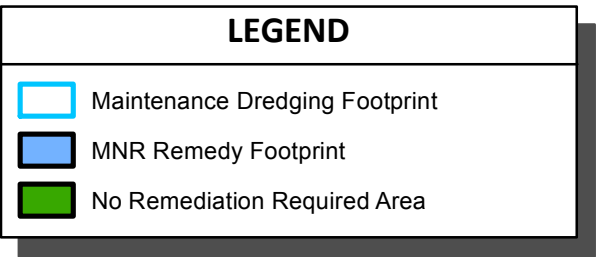 LEGEND
Maintenance Dredging Footprint
MNR Remedy Footprint
No Remediation Required Area